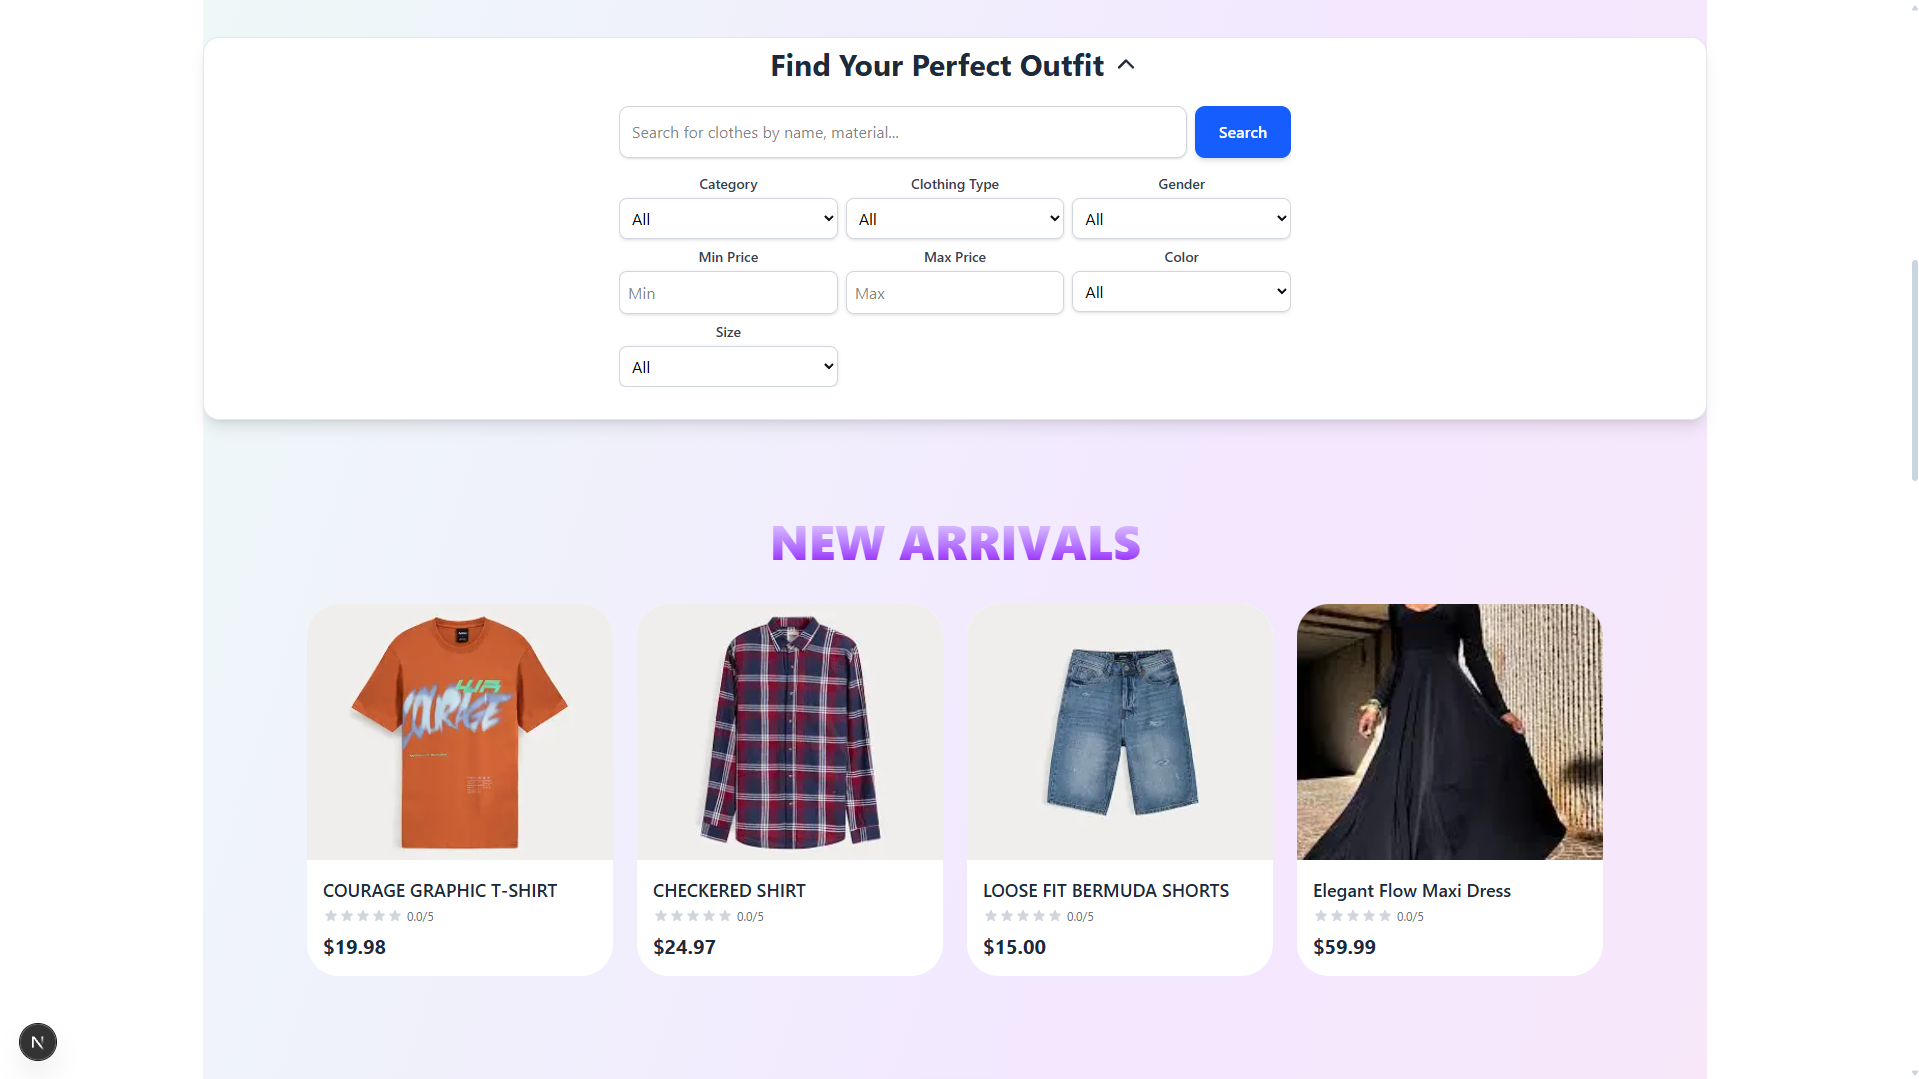 Find Your Perfect Outfit
Search for clothes by name, material...
Search
Category
Clothing Type
Gender
All
All
All
Min Price
Max Price
Color
Min
Max
All
Size
All
NEW ARRIVALS
COURAGE
COURAGE GRAPHIC T-SHIRT
0.0/5
$19.98
CHECKERED SHIRT
0.0/5
$24.97
LOOSE FIT BERMUDA SHORTS
0.0/5
$15.00
Elegant Flow Maxi Dress
0.0/5
$59.99
N